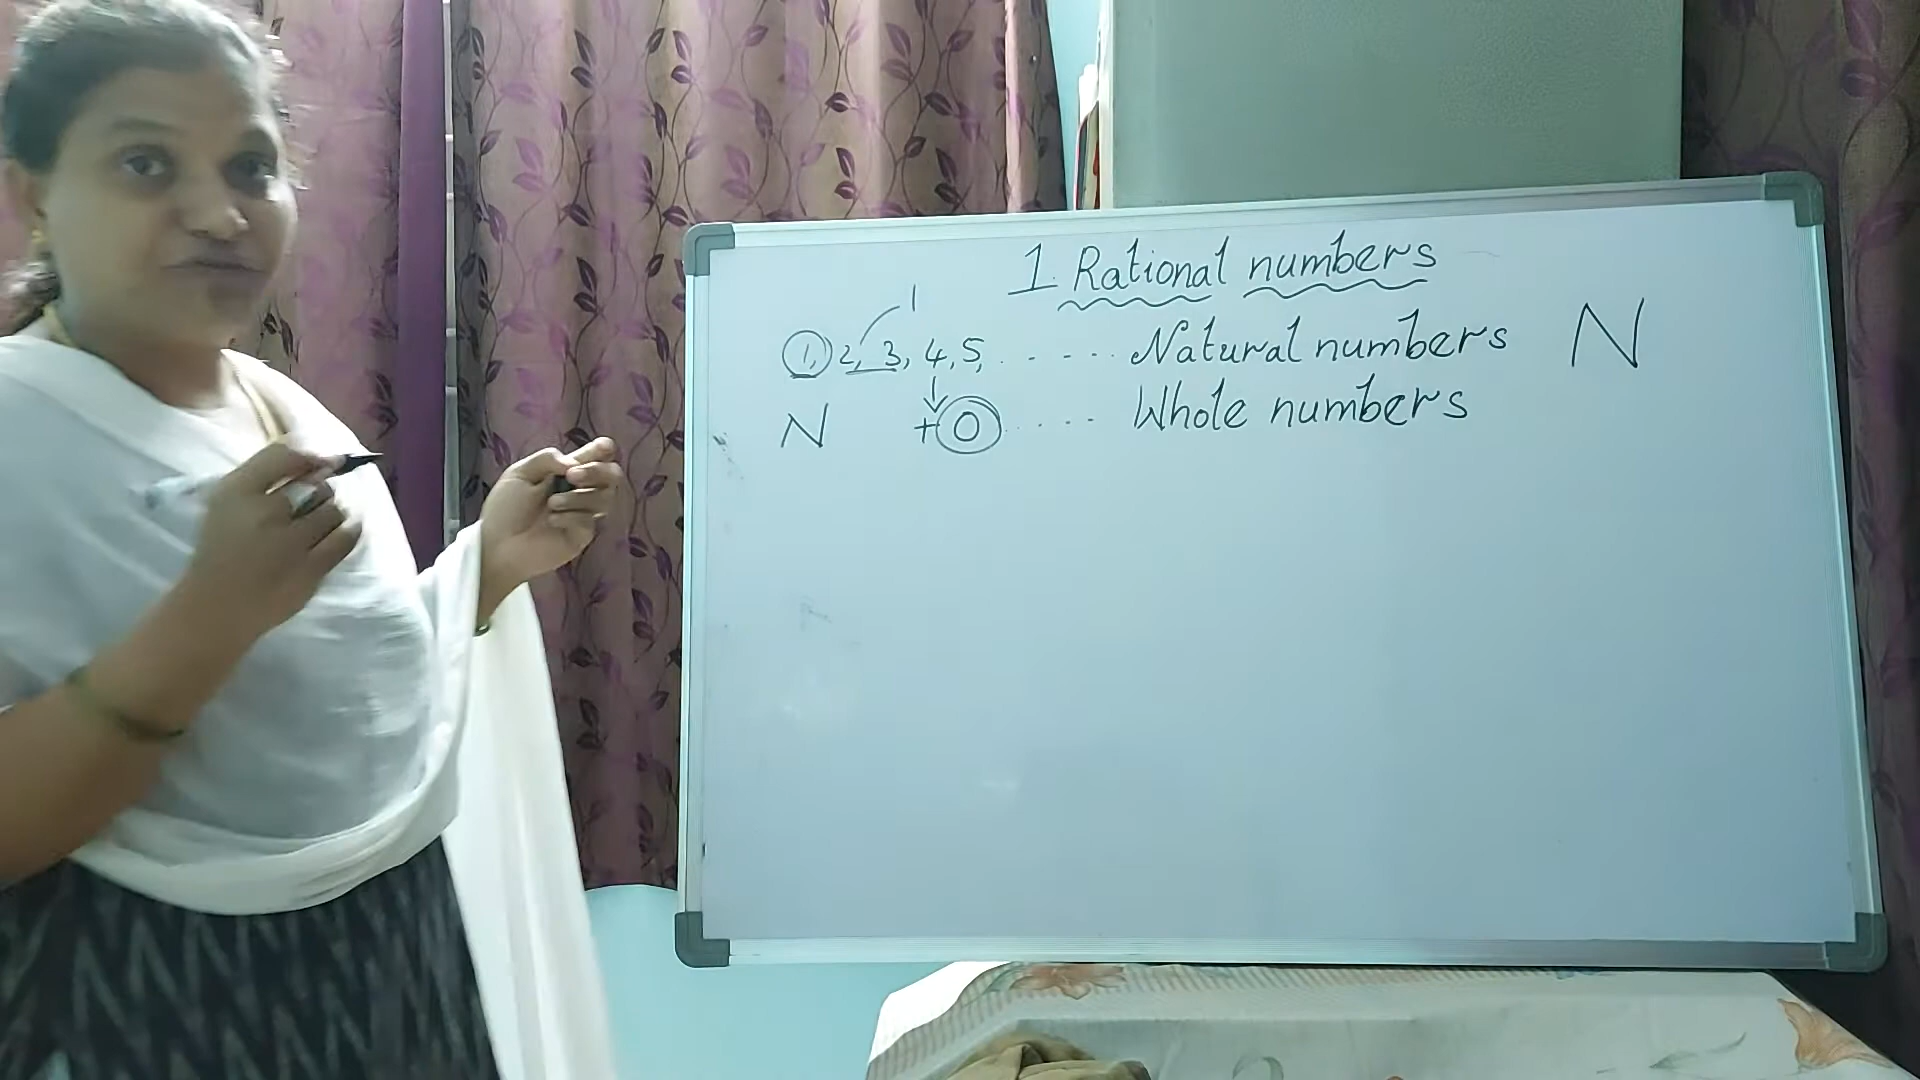 1. Rational numbers
1
1, 2, 3, 4, 5, . . - - . . Natural numbers N
N +0 . . . - - Whole numbers